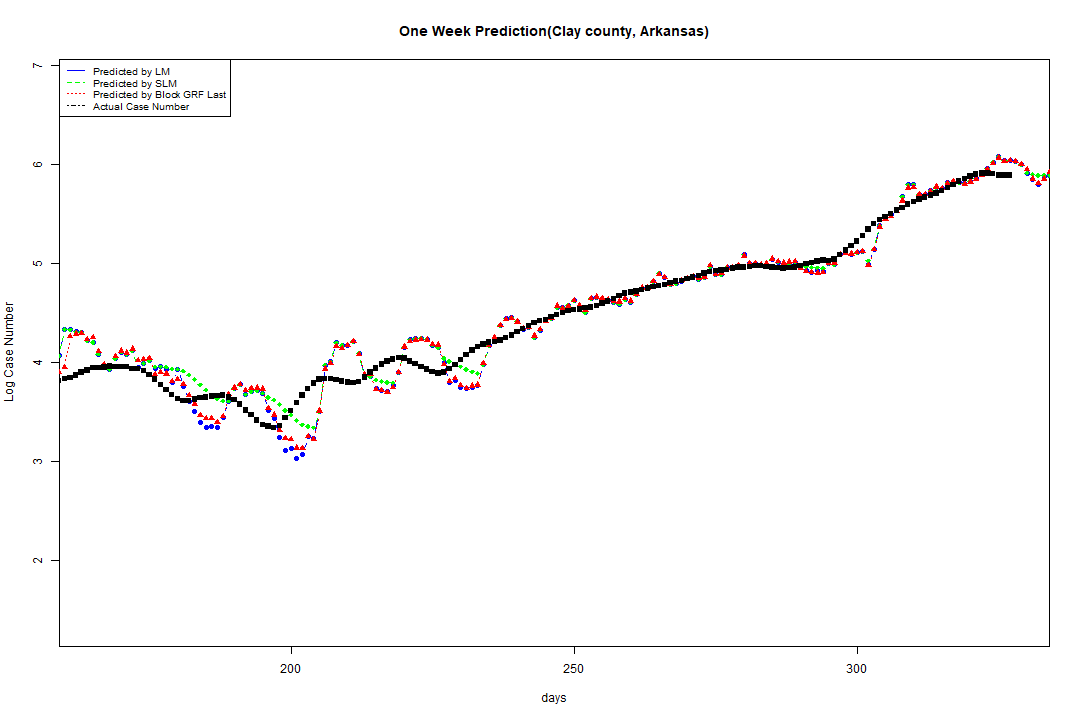 One Week Prediction(Clay county, Arkansas)
Predicted by LM
Predicted by SLM
Predicted by Block GRF Last
Actual Case Number
7
6
5
4
3
2
Log Case Number
200
250
300
days